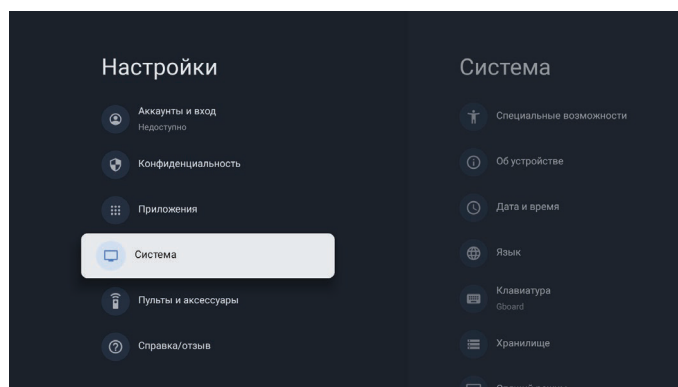 Настройки
Аккаунты и вход
Недоступно
Конфиденциальность
Приложения
Система
Пульты и аксессуары
Справка/отзыв
Система
Специальные возможности
Об устройстве
Дата и время
Язык
Клавиатура
Gboard
Хранилище